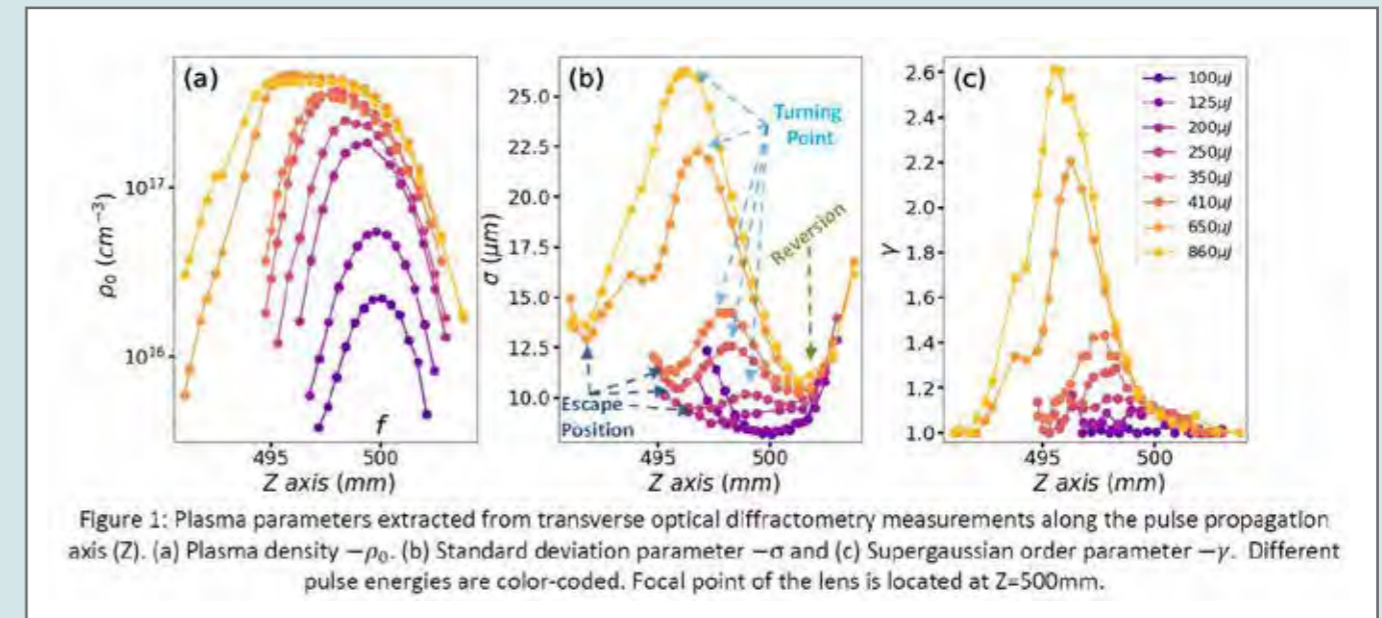 (a)
10^17
10^16
ρ₀ (cm⁻³)
f
495 500
Z axis (mm)
(b)
25.0
22.5
20.0
17.5
15.0
12.5
10.0
σ (μm)
Turning
Point
Reversion
Escape
Position
495 500
Z axis (mm)
(c)
2.6
2.4
2.2
2.0
1.8
1.6
1.4
1.2
1.0
γ
100μJ
125μJ
200μJ
250μJ
350μJ
410μJ
650μJ
860μJ
495 500
Z axis (mm)
Figure 1: Plasma parameters extracted from transverse optical diffractometry measurements along the pulse propagation
axis (Z). (a) Plasma density −ρ₀. (b) Standard deviation parameter −σ and (c) Supergaussian order parameter −γ. Different
pulse energies are color-coded. Focal point of the lens is located at Z=500mm.